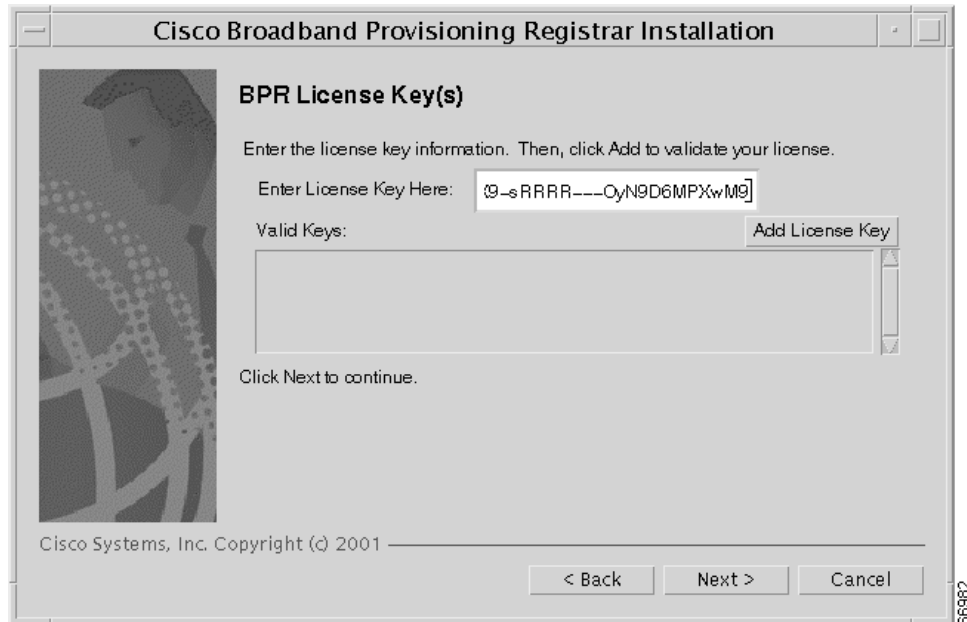 Cisco Broadband Provisioning Registrar Installation
BPR License Key(s)
Enter the license key information. Then, click Add to validate your license.
Enter License Key Here: (9-sRRRR---OyN9D6MPXwM9
Valid Keys: Add License Key
Click Next to continue.
Cisco Systems, Inc. Copyright (c) 2001
< Back Next > Cancel
66982